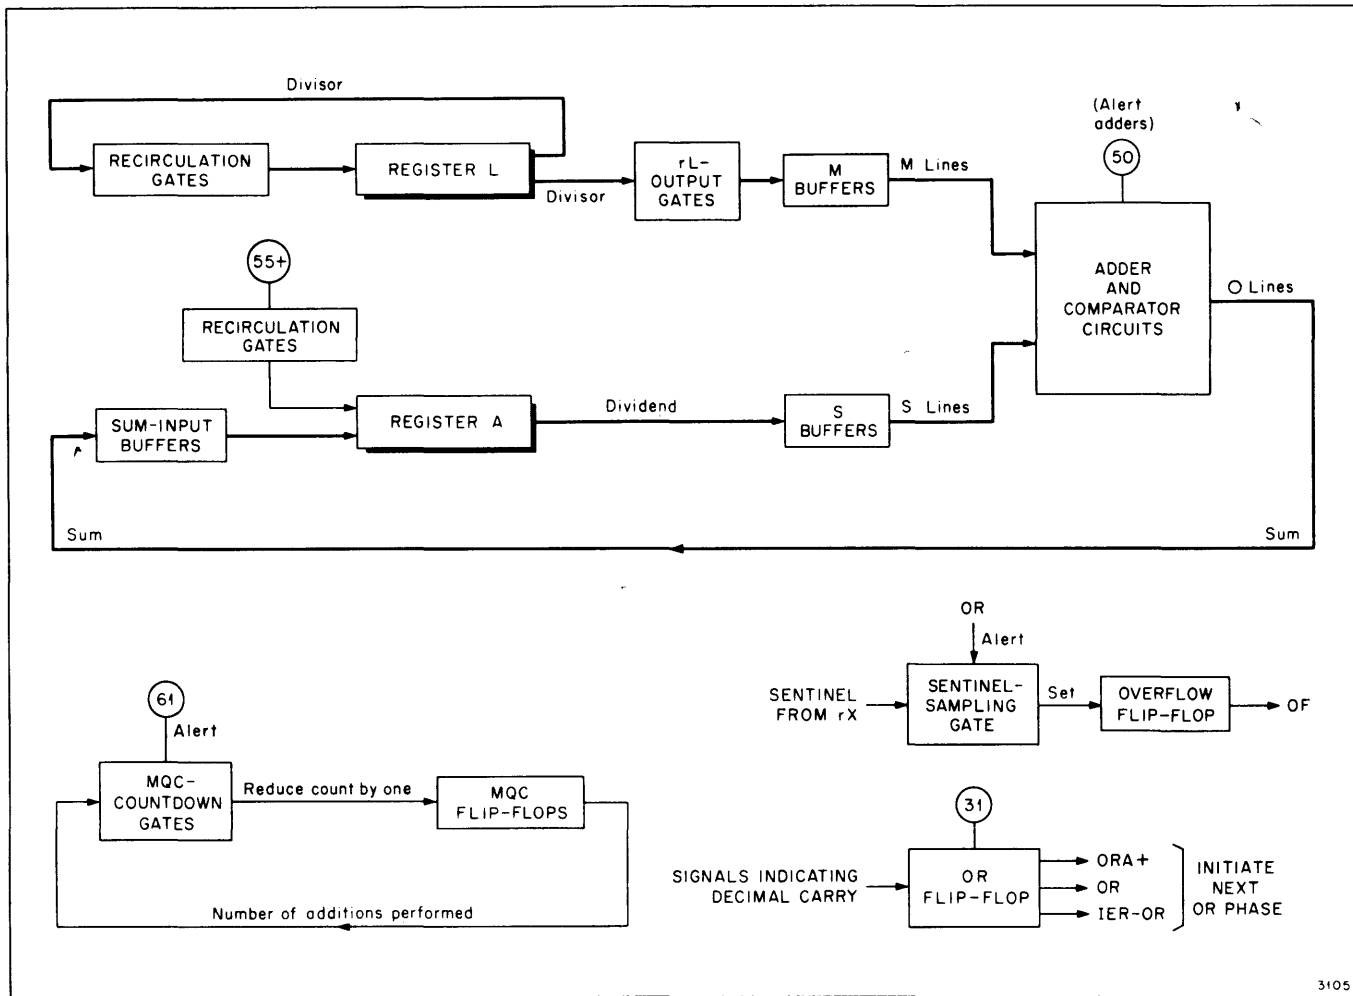 Divisor
RECIRCULATION
GATES
REGISTER L
Divisor
rL-
OUTPUT
GATES
M
BUFFERS
M Lines
(Alert
adders)
50
ADDER
AND
COMPARATOR
CIRCUITS
O Lines
55+
RECIRCULATION
GATES
SUM-INPUT
BUFFERS
REGISTER A
Dividend
S
BUFFERS
S Lines
Sum
Sum
61
Alert
MQC-
COUNTDOWN
GATES
Reduce count by one
MQC
FLIP-FLOPS
Number of additions performed
OR
Alert
SENTINEL
FROM rX
SENTINEL-
SAMPLING
GATE
Set
OVERFLOW
FLIP-FLOP
OF
31
SIGNALS INDICATING
DECIMAL CARRY
OR
FLIP-FLOP
ORA+
OR
IER-OR
INITIATE
NEXT
OR PHASE
3105